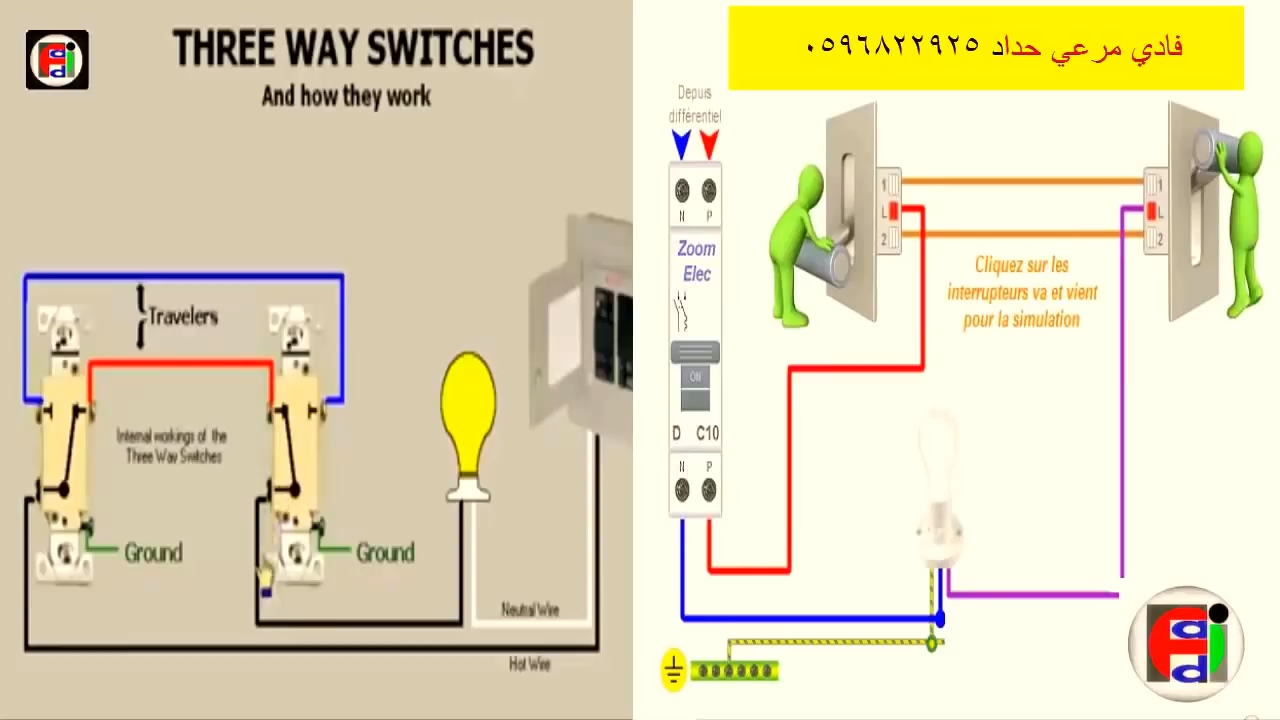 THREE WAY SWITCHES
And how they work
Travelers
Internal workings of the
Three Way Switches
Ground
Ground
Neutral Wire
Hot Wire
فادي مرعي حداد ٠٥٩٦٨٢٢٩٢٥
Depuis
différentiel
N P
Zoom
Elec
ON
D C10
N P
1
L
2
1
L
2
Cliquez sur les
interrupteurs va et vient
pour la simulation